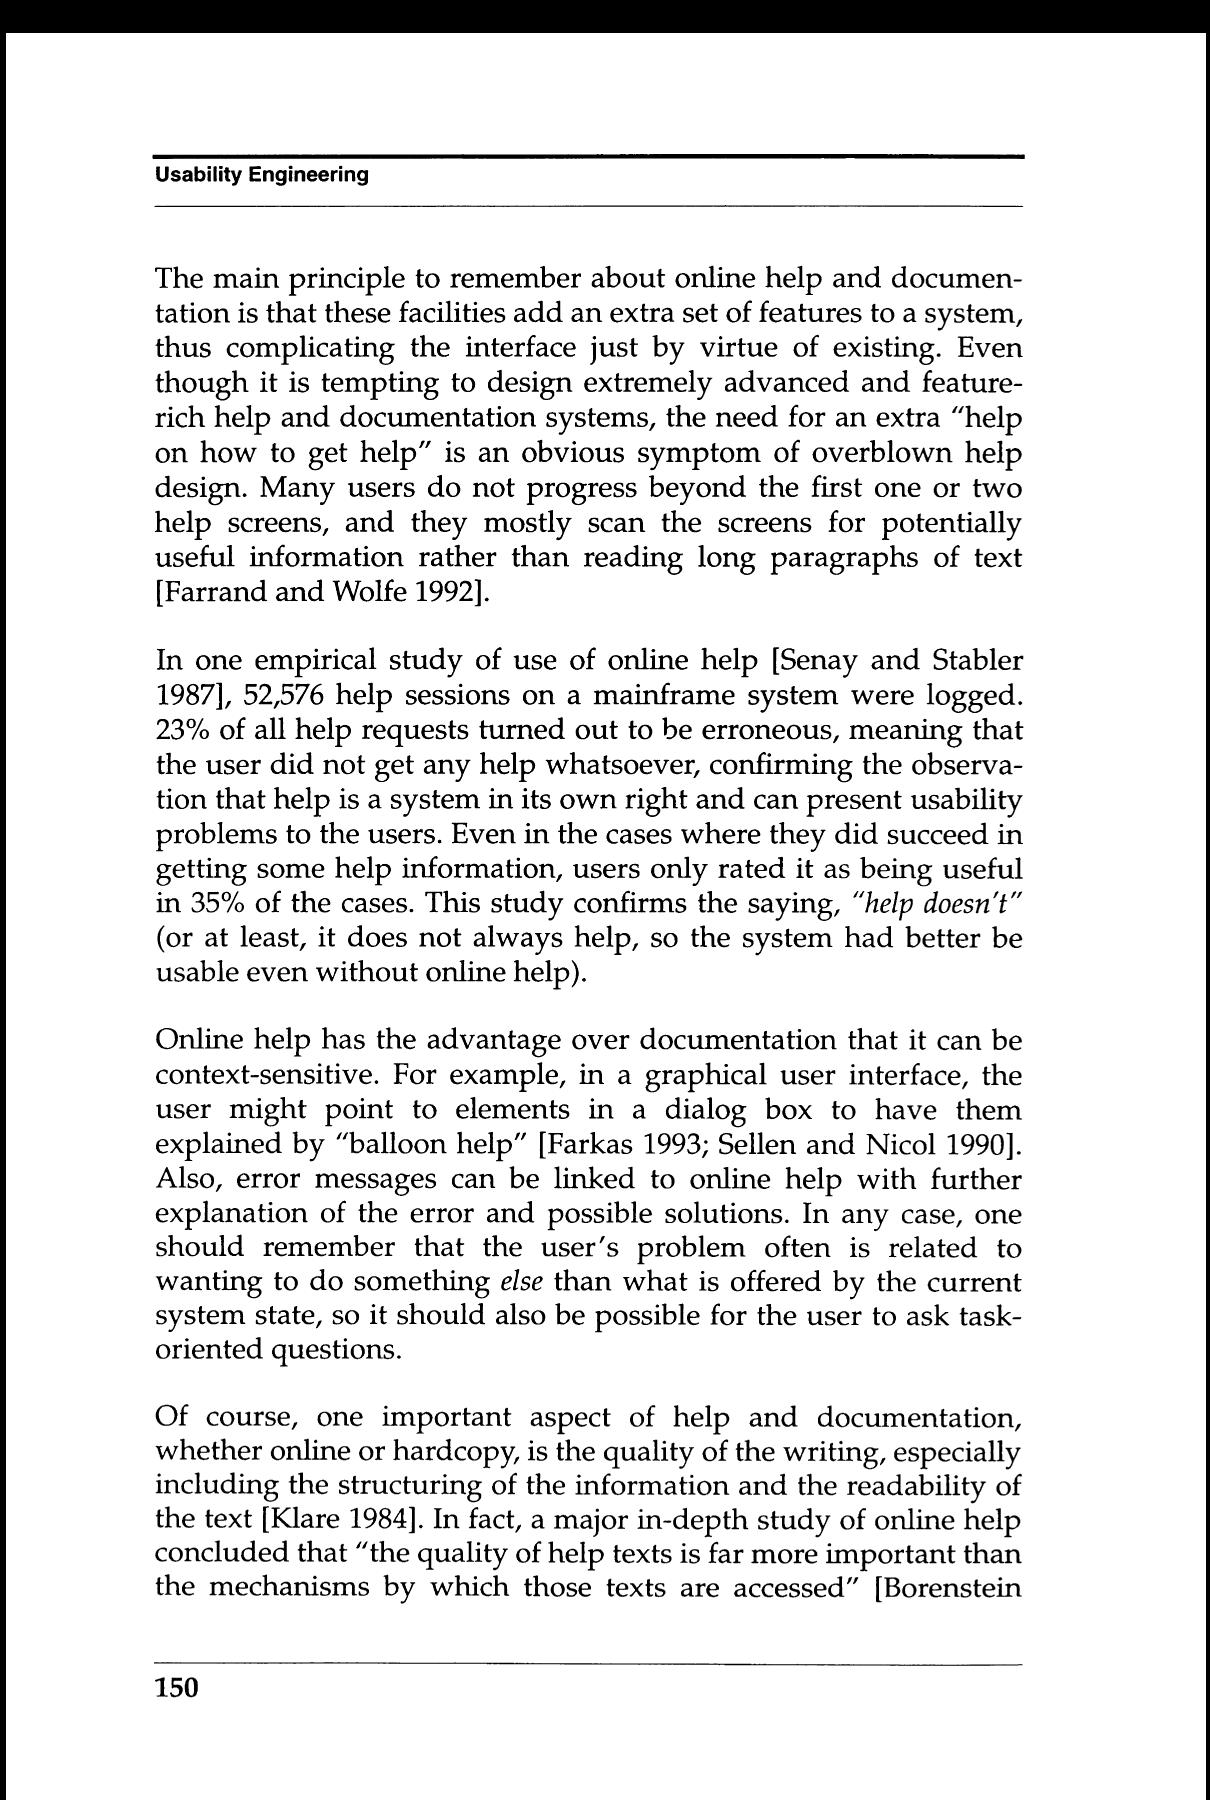 Usability Engineering
The main principle to remember about online help and documen-
tation is that these facilities add an extra set of features to a system,
thus complicating the interface just by virtue of existing. Even
though it is tempting to design extremely advanced and feature-
rich help and documentation systems, the need for an extra "help
on how to get help" is an obvious symptom of overblown help
design. Many users do not progress beyond the first one or two
help screens, and they mostly scan the screens for potentially
useful information rather than reading long paragraphs of text
[Farrand and Wolfe 1992].
In one empirical study of use of online help [Senay and Stabler
1987], 52,576 help sessions on a mainframe system were logged.
23% of all help requests turned out to be erroneous, meaning that
the user did not get any help whatsoever, confirming the observa-
tion that help is a system in its own right and can present usability
problems to the users. Even in the cases where they did succeed in
getting some help information, users only rated it as being useful
in 35% of the cases. This study confirms the saying, "help doesn't"
(or at least, it does not always help, so the system had better be
usable even without online help).
Online help has the advantage over documentation that it can be
context-sensitive. For example, in a graphical user interface, the
user might point to elements in a dialog box to have them
explained by "balloon help" [Farkas 1993; Sellen and Nicol 1990].
Also, error messages can be linked to online help with further
explanation of the error and possible solutions. In any case, one
should remember that the user's problem often is related to
wanting to do something else than what is offered by the current
system state, so it should also be possible for the user to ask task-
oriented questions.
Of course, one important aspect of help and documentation,
whether online or hardcopy, is the quality of the writing, especially
including the structuring of the information and the readability of
the text [Klare 1984]. In fact, a major in-depth study of online help
concluded that "the quality of help texts is far more important than
the mechanisms by which those texts are accessed" [Borenstein
150